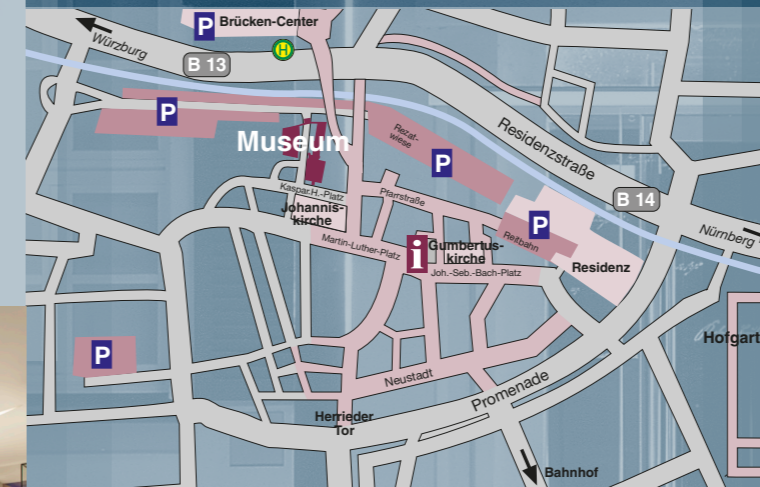 P
Brücken-Center
Würzburg
H
B 13
P
Museum
Rezat-
wiese
P
Residenzstraße
B 14
Nürnberg
Kaspar.H.-Platz
Pfarrstraße
Johannis-
kirche
P
Reitbahn
Martin-Luther-Platz
i
Gumbertus-
kirche
Joh.-Seb.-Bach-Platz
Residenz
P
Hofgart
Neustadt
Promenade
Herrieder
Tor
Bahnhof